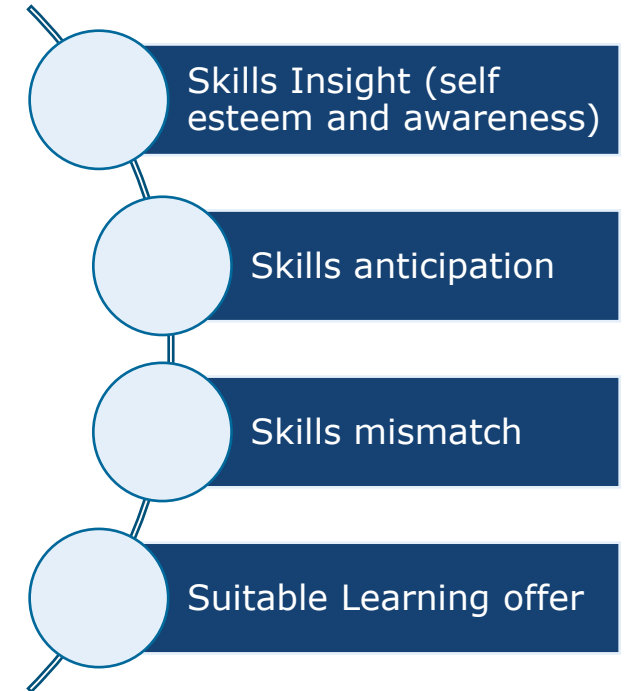 Skills Insight (self
esteem and awareness)
Skills anticipation
Skills mismatch
Suitable Learning offer